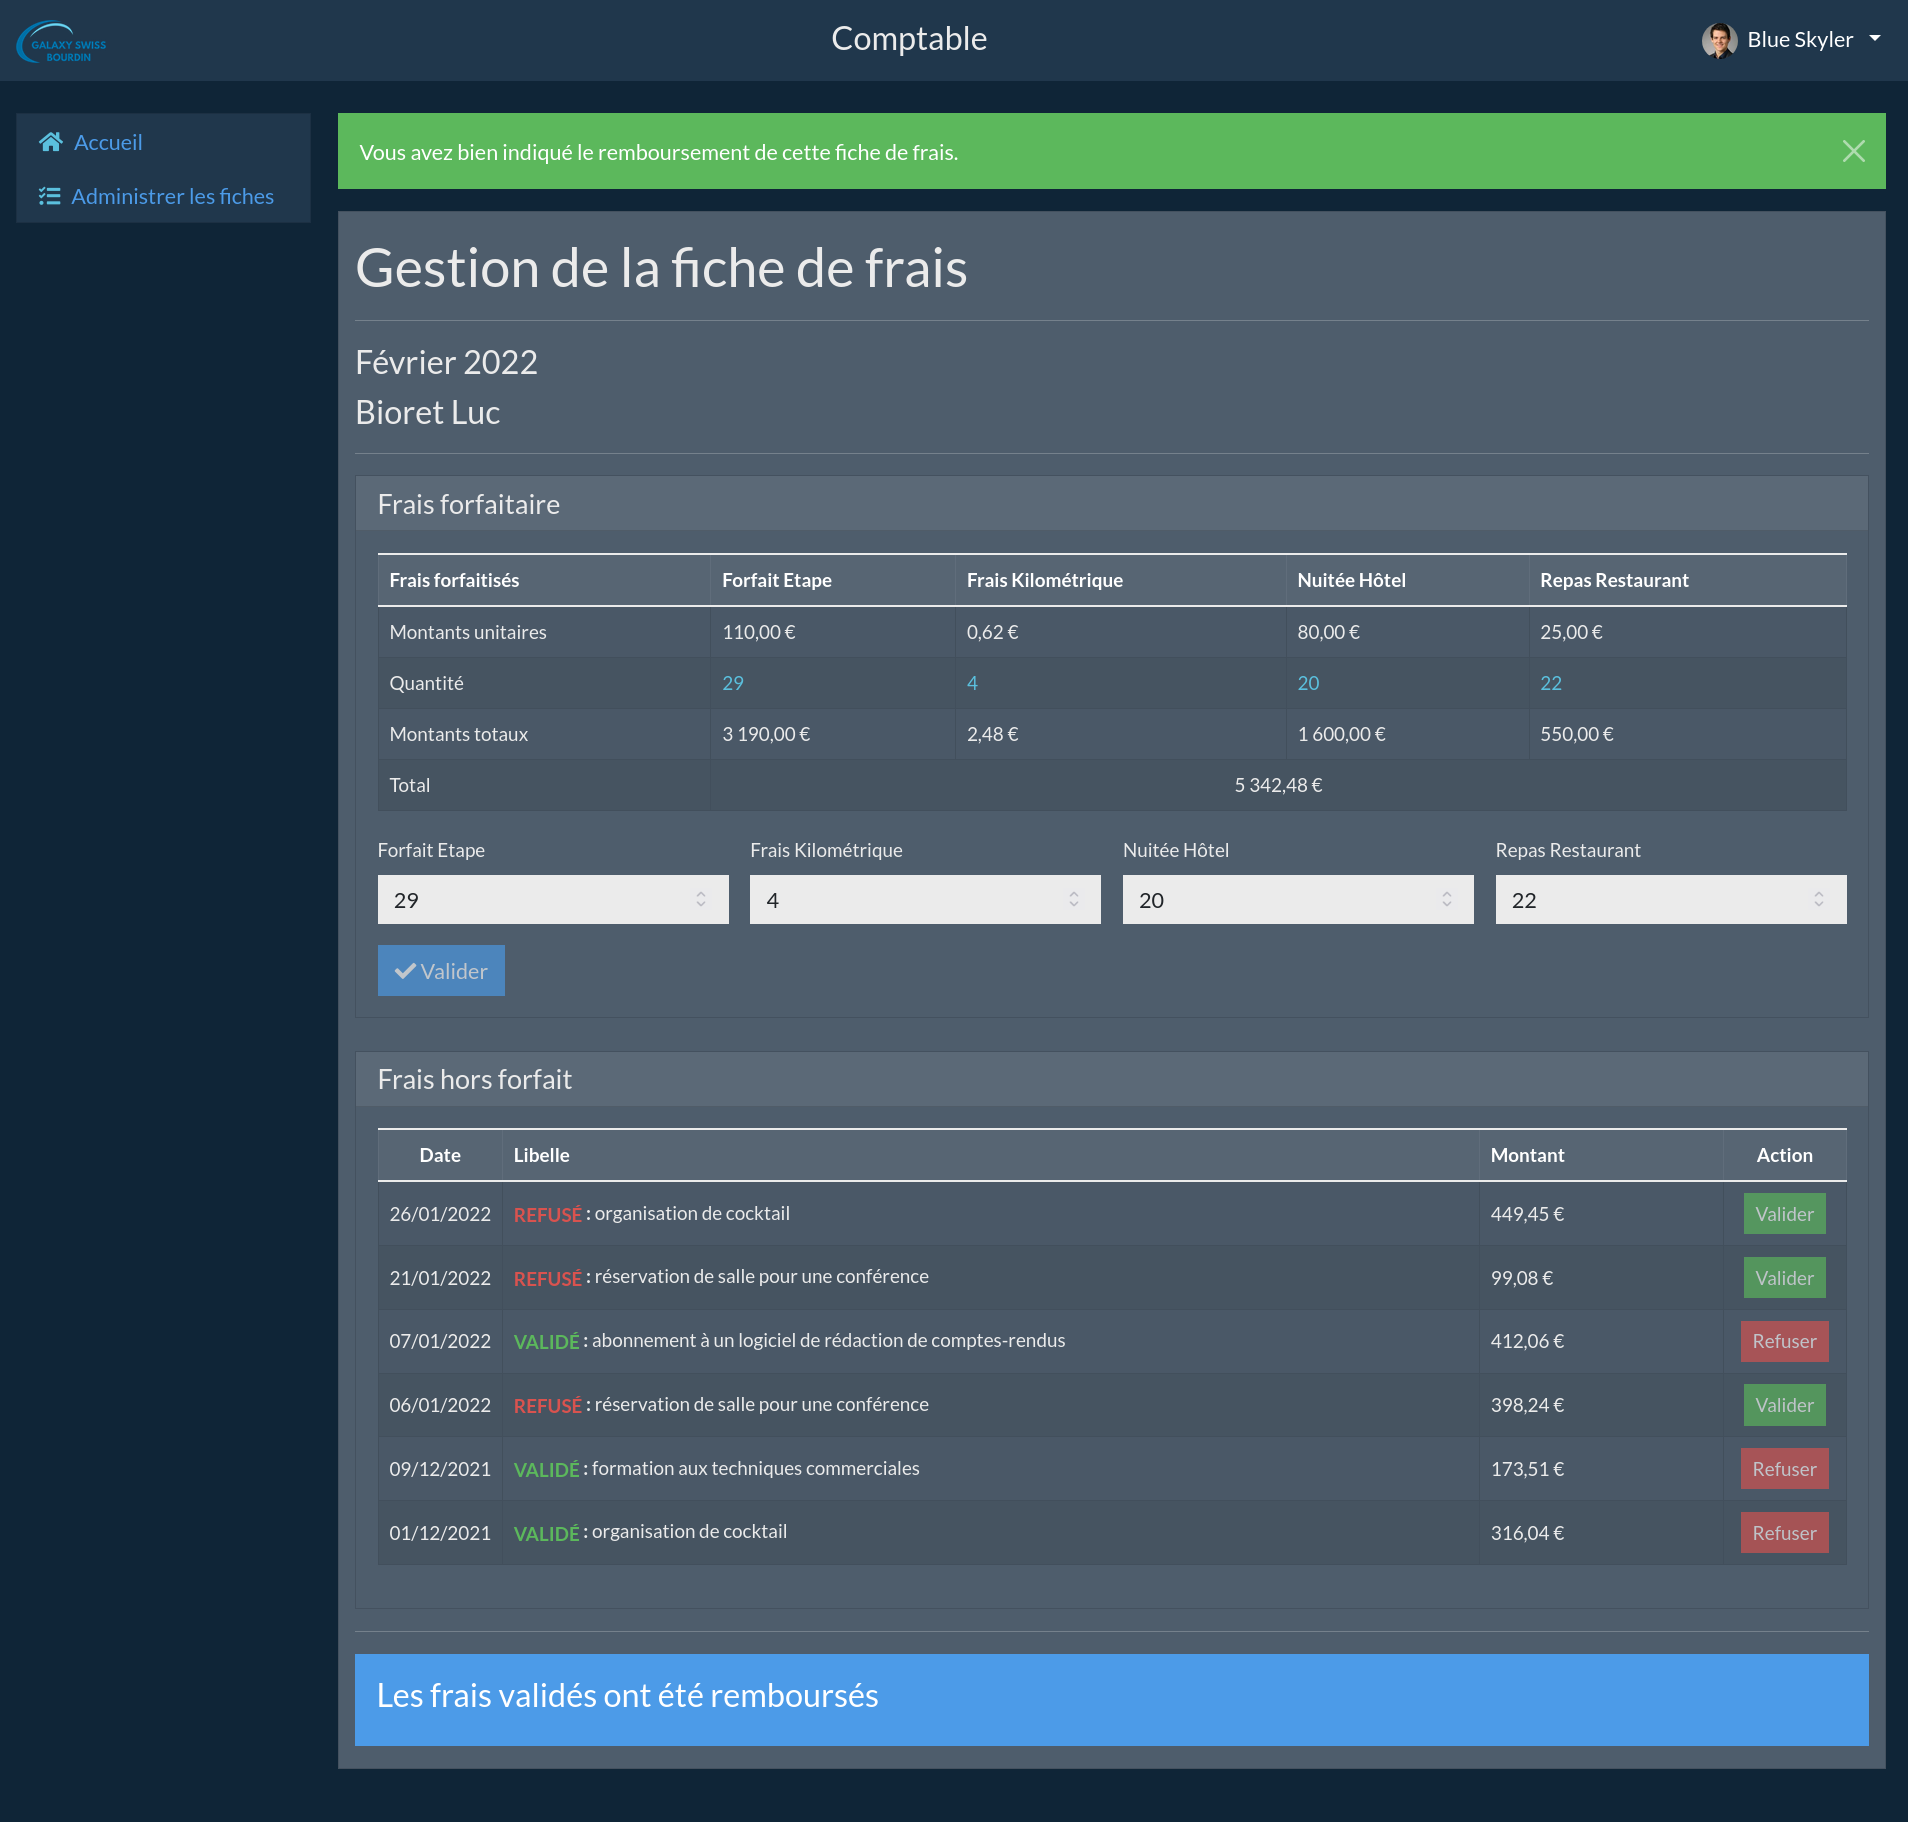 GALAXY SWISS
BOURDIN
Comptable
Blue Skyler
Accueil
Administrer les fiches
Vous avez bien indiqué le remboursement de cette fiche de frais.
Gestion de la fiche de frais
Février 2022
Bioret Luc
Frais forfaitaire
Frais forfaitisés Forfait Etape Frais Kilométrique Nuitée Hôtel Repas Restaurant
Montants unitaires 110,00 € 0,62 € 80,00 € 25,00 €
Quantité 29 4 20 22
Montants totaux 3 190,00 € 2,48 € 1 600,00 € 550,00 €
Total 5 342,48 €
Forfait Etape Frais Kilométrique Nuitée Hôtel Repas Restaurant
29 4 20 22
Valider
Frais hors forfait
Date Libelle Montant Action
26/01/2022 REFUSÉ : organisation de cocktail 449,45 € Valider
21/01/2022 REFUSÉ : réservation de salle pour une conférence 99,08 € Valider
07/01/2022 VALIDÉ : abonnement à un logiciel de rédaction de comptes-rendus 412,06 € Refuser
06/01/2022 REFUSÉ : réservation de salle pour une conférence 398,24 € Valider
09/12/2021 VALIDÉ : formation aux techniques commerciales 173,51 € Refuser
01/12/2021 VALIDÉ : organisation de cocktail 316,04 € Refuser
Les frais validés ont été remboursés